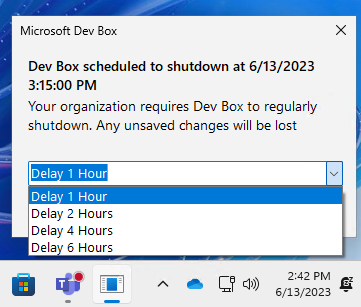 Microsoft Dev Box
Dev Box scheduled to shutdown at 6/13/2023
3:15:00 PM
Your organization requires Dev Box to regularly
shutdown. Any unsaved changes will be lost
Delay 1 Hour
Delay 1 Hour
Delay 2 Hours
Delay 4 Hours
Delay 6 Hours
2:42 PM
6/13/2023